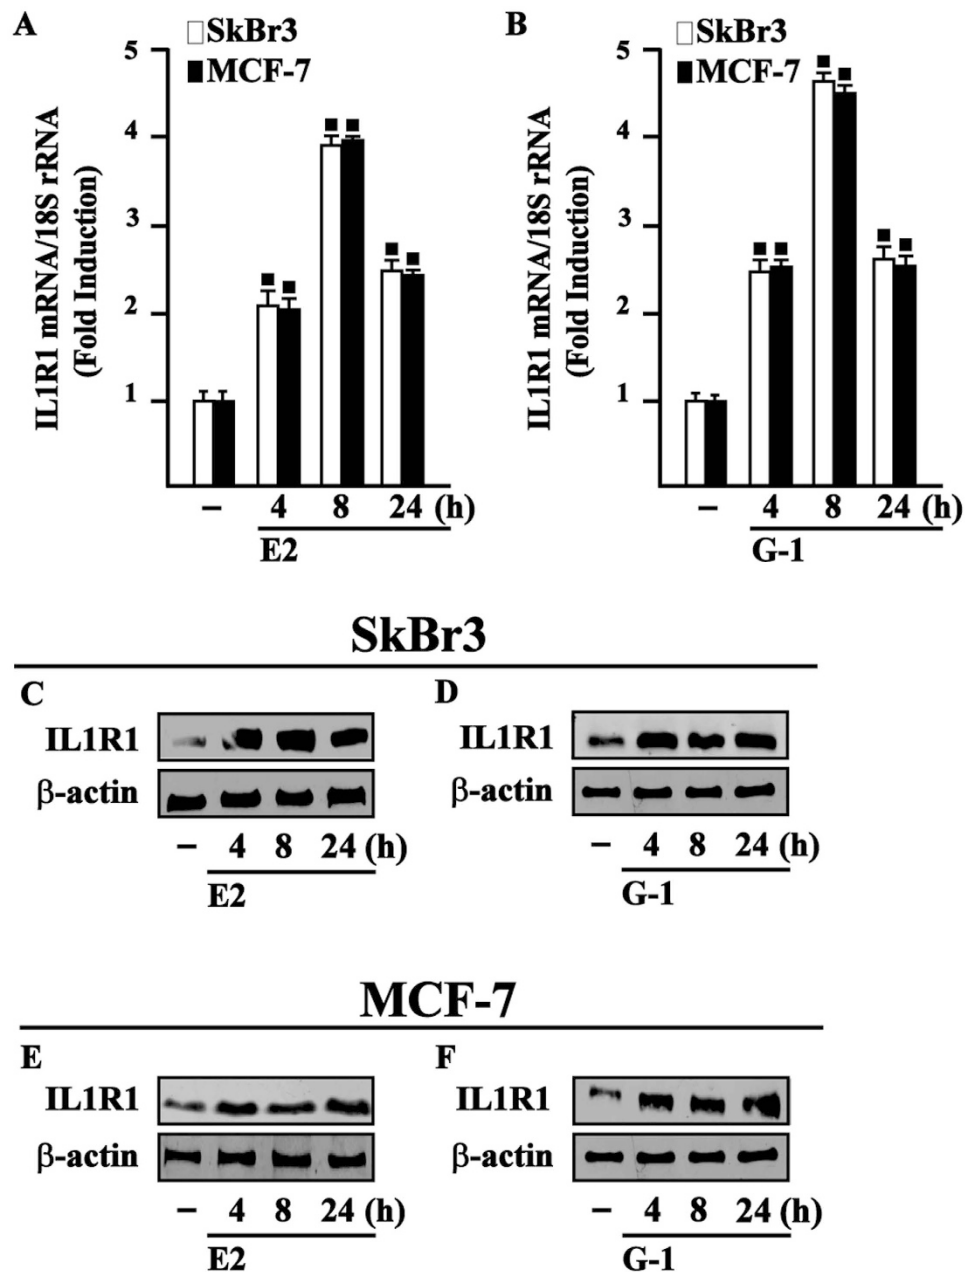 A
SkBr3
MCF-7
IL1R1 mRNA/18S rRNA
(Fold Induction)
5
4
3
2
1
– 4 8 24 (h)
E2
B
SkBr3
MCF-7
IL1R1 mRNA/18S rRNA
(Fold Induction)
5
4
3
2
1
– 4 8 24 (h)
G-1
SkBr3
C
IL1R1
β-actin
– 4 8 24 (h)
E2
D
IL1R1
β-actin
– 4 8 24 (h)
G-1
MCF-7
E
IL1R1
β-actin
– 4 8 24 (h)
E2
F
IL1R1
β-actin
– 4 8 24 (h)
G-1